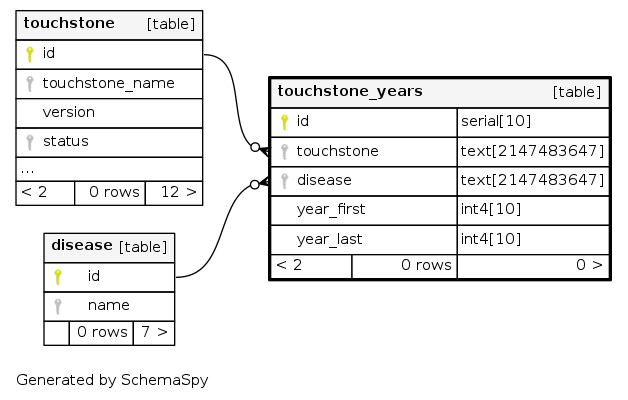 touchstone [table]
id
touchstone_name
version
status
...
< 2 0 rows 12 >
touchstone_years [table]
id serial[10]
touchstone text[2147483647]
disease text[2147483647]
year_first int4[10]
year_last int4[10]
< 2 0 rows 0 >
disease [table]
id
name
0 rows 7 >
Generated by SchemaSpy